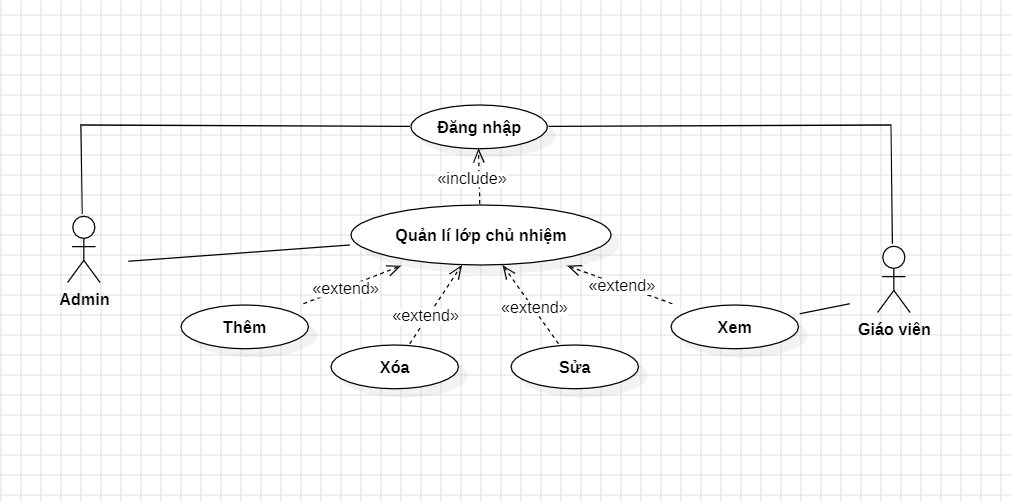 Đăng nhập
«include»
Quản lí lớp chủ nhiệm
Admin
«extend»
«extend»
«extend»
«extend»
Thêm
Xem
Giáo viên
Xóa
Sửa